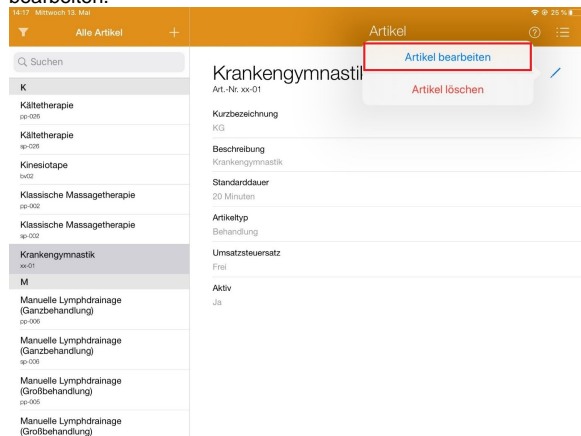 bearbeiten.
14:17 Mittwoch 13. Mai
25 %
Alle Artikel
+
Artikel
?
Suchen
K
Kältetherapie
pp-026
Kältetherapie
sp-026
Kinesiotape
bv02
Klassische Massagetherapie
pp-002
Klassische Massagetherapie
sp-002
Krankengymnastik
xx-01
M
Manuelle Lymphdrainage
(Ganzbehandlung)
pp-006
Manuelle Lymphdrainage
(Ganzbehandlung)
sp-006
Manuelle Lymphdrainage
(Großbehandlung)
pp-005
Manuelle Lymphdrainage
(Großbehandlung)
Artikel bearbeiten
Artikel löschen
Krankengymnastik
Art.-Nr. xx-01
Kurzbezeichnung
KG
Beschreibung
Krankengymnastik
Standarddauer
20 Minuten
Artikeltyp
Behandlung
Umsatzsteuersatz
Frei
Aktiv
Ja